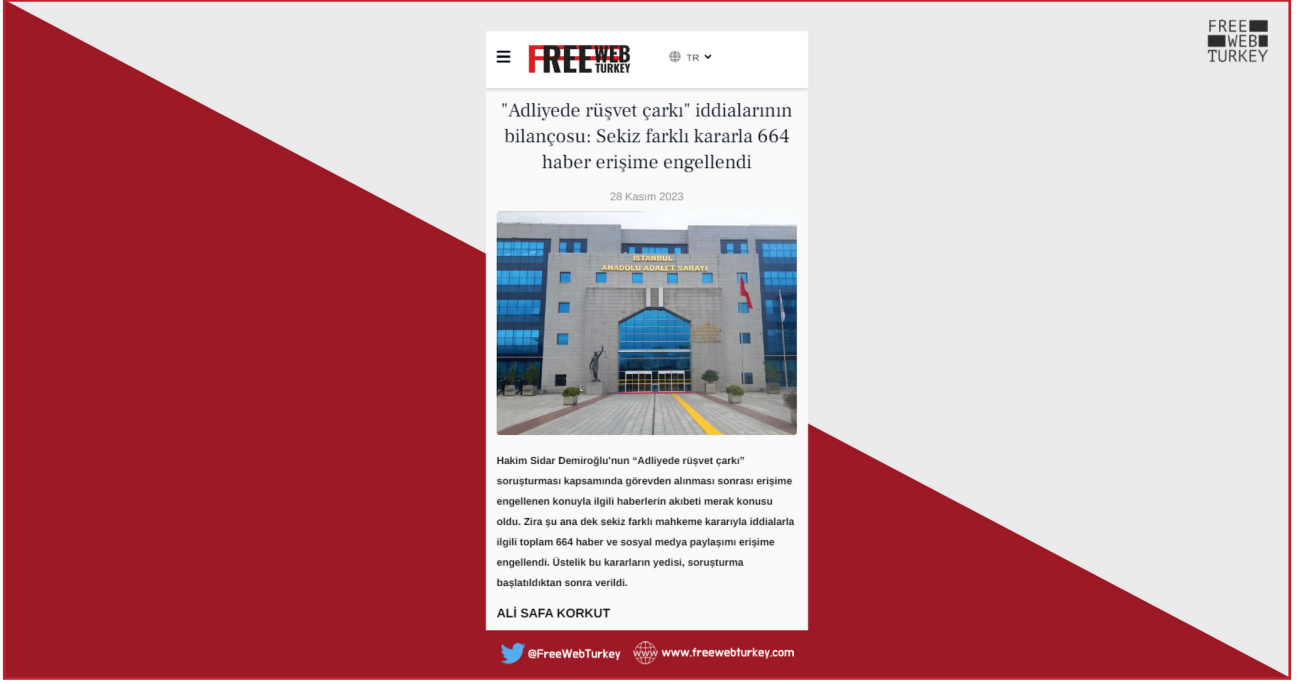 FREE
WEB
TURKEY
FREE WEB
TURKEY
TR
"Adliyede rüşvet çarkı" iddialarının
bilançosu: Sekiz farklı kararla 664
haber erişime engellendi
28 Kasım 2023
İSTANBUL
ANADOLU ADALET SARAYI
Hakim Sidar Demiroğlu'nun “Adliyede rüşvet çarkı”
soruşturması kapsamında görevden alınması sonrası erişime
engellenen konuyla ilgili haberlerin akıbeti merak konusu
oldu. Zira şu ana dek sekiz farklı mahkeme kararıyla iddialarla
ilgili toplam 664 haber ve sosyal medya paylaşımı erişime
engellendi. Üstelik bu kararların yedisi, soruşturma
başlatıldıktan sonra verildi.
ALİ SAFA KORKUT
@FreeWebTurkey www www.freewebturkey.com